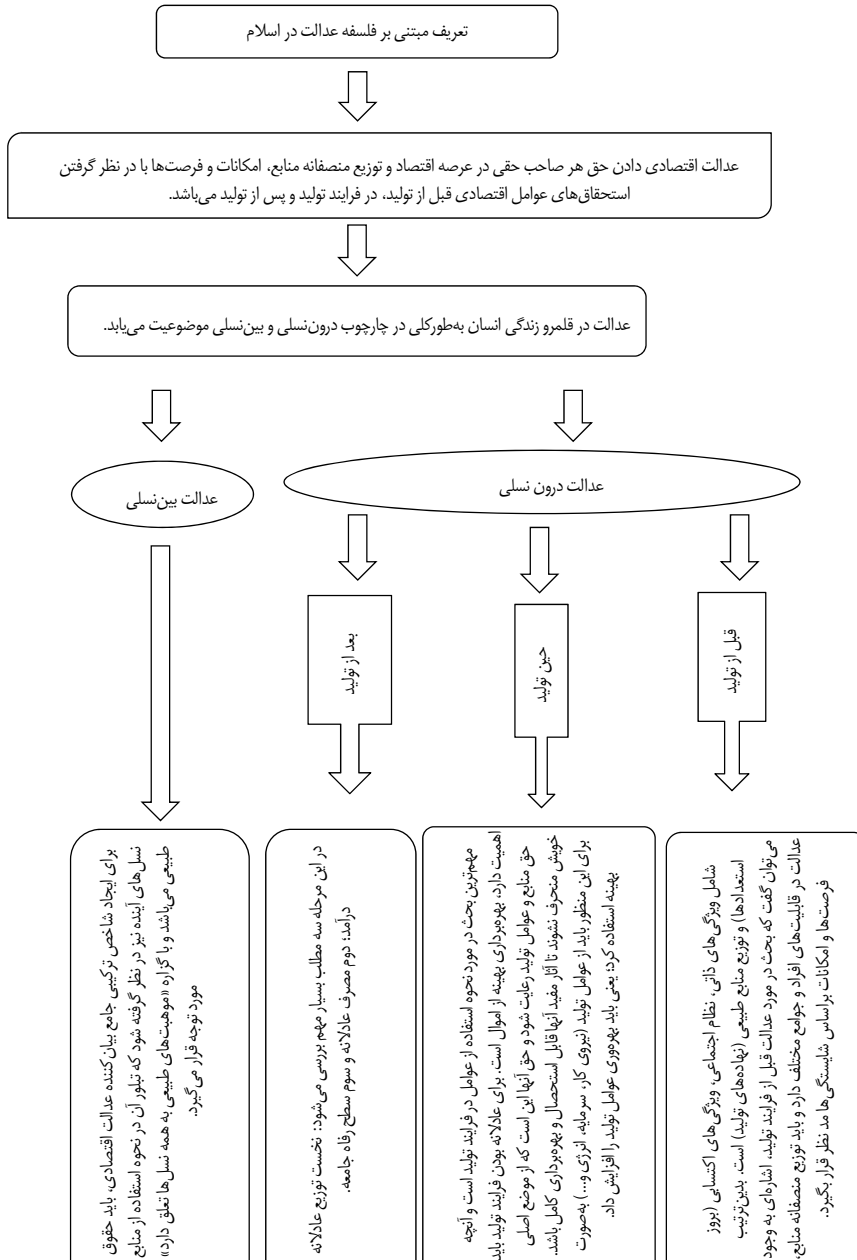 تعریف مبتنی بر فلسفه عدالت در اسلام
عدالت اقتصادی دادن حق هر صاحب حقی در عرصه اقتصاد و توزیع منصفانه منابع، امکانات و فرصت‌ها با در نظر گرفتن
استحقاق‌های عوامل اقتصادی قبل از تولید، در فرایند تولید و پس از تولید می‌باشد.
عدالت در قلمرو زندگی انسان به‌طورکلی در چارچوب درون‌نسلی و بین‌نسلی موضوعیت می‌یابد.
عدالت درون نسلی
عدالت بین‌نسلی
قبل از تولید
حین تولید
بعد از تولید
شامل ویژگی‌های ذاتی، نظام اجتماعی، ویژگی‌های اکتسابی (بروز
استعدادها) و توزیع منابع طبیعی (نهاده‌های تولید) است. بدین‌ترتیب
می‌توان گفت که بحث در مورد عدالت قبل از فرایند تولید، اشاره‌ای به وجود
عدالت در قابلیت‌های افراد و جوامع مختلف دارد و باید توزیع منصفانه منابع،
فرصت‌ها و امکانات براساس شایستگی‌ها مد نظر قرار بگیرد..
مهم‌ترین بحث در مورد نحوه استفاده از عوامل در فرایند تولید است و آنچه
اهمیت دارد، بهره‌برداری بهینه از اموال است. برای عادلانه بودن فرایند تولید باید
حق منابع و عوامل تولید رعایت شود و حق آنها این است که از موضع اصلی
خویش منحرف نشوند تا آثار مفید آنها قابل استحصال و بهره‌برداری کامل باشد.
برای این منظور باید از عوامل تولید (نیروی کار، سرمایه، انرژی و...) به‌صورت
بهینه استفاده کرد؛ یعنی باید بهره‌وری عوامل تولید را افزایش داد.
در این مرحله سه مطلب بسیار مهم بررسی می‌شود: نخست توزیع عادلانه
درآمد؛ دوم مصرف عادلانه و سوم سطح رفاه جامعه.
برای ایجاد شاخص ترکیبی جامع بیان کننده عدالت اقتصادی، باید حقوق
نسل‌های آینده نیز در نظر گرفته شود که تبلور آن در نحوه استفاده از منابع
طبیعی می‌باشد و با گزاره «موهبت‌های طبیعی به همه نسل‌ها تعلق دارد»
مورد توجه قرار می‌گیرد.